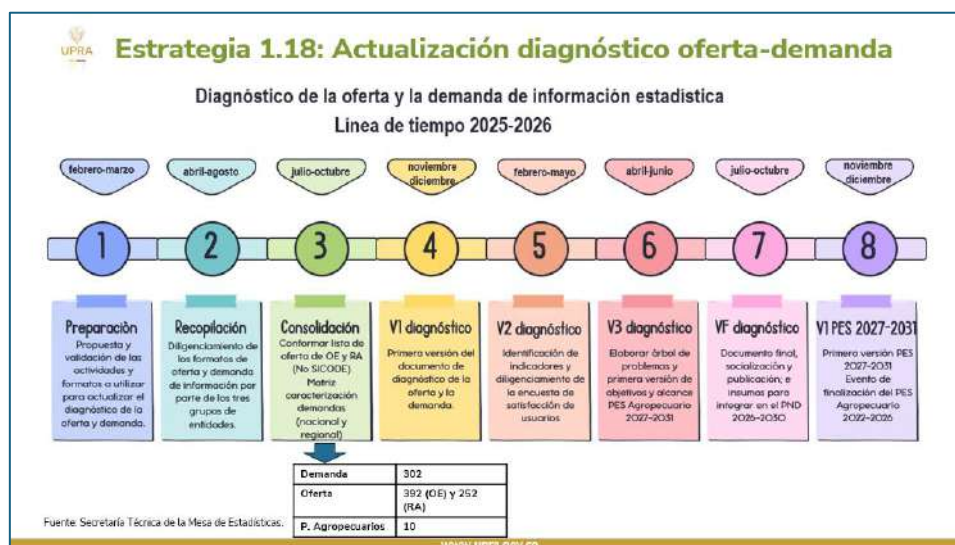 UPRA
Estrategia 1.18: Actualización diagnóstico oferta-demanda
Diagnóstico de la oferta y la demanda de información estadística
Linea de tiempo 2025-2026
febrero-marzo
abril-agosto
julio-octubre
noviembre
diciembre
febrero-mayo
abril-junio
julio-octubre
noviembre
diciembre
1
2
3
4
5
6
7
8
Preparación
Propuesta y
validación de las
actividades y
formatos a utilizar
para actualizar el
diagnóstico de la
oferta y demanda.
Recopilación
Diligenciamiento de
los formatos de
oferta y demanda
de información por
parte de los tres
grupos de
entidades.
Consolidación
Conformar lista de
oferta de OE y RA
(No SICODE)
Matriz
caracterización
demandas
(nacional y
regional)
V1 diagnóstico
Primera versión del
documento de
diagnóstico de la
oferta y la
demanda.
V2 diagnóstico
Identificación de
indicadores y
diligenciamiento de
la encuesta de
satisfacción de
usuarios
V3 diagnóstico
Elaborar árbol de
problemas y
primera versión de
objetivos y alcance
PES Agropecuario
2027-2031
VF diagnóstico
Documento final,
socialización y
publicación; e
insumos para
integrar en el PND
2026-2030
V1 PES 2027-2031
Primera versión PES
2027-2031
Evento de
finalización del PES
Agropecuario
2022-2026
Demanda 302
Oferta 392 (OE) y 252
(RA)
P. Agropecuarios 10
Fuente: Secretaría Técnica de la Mesa de Estadísticas.